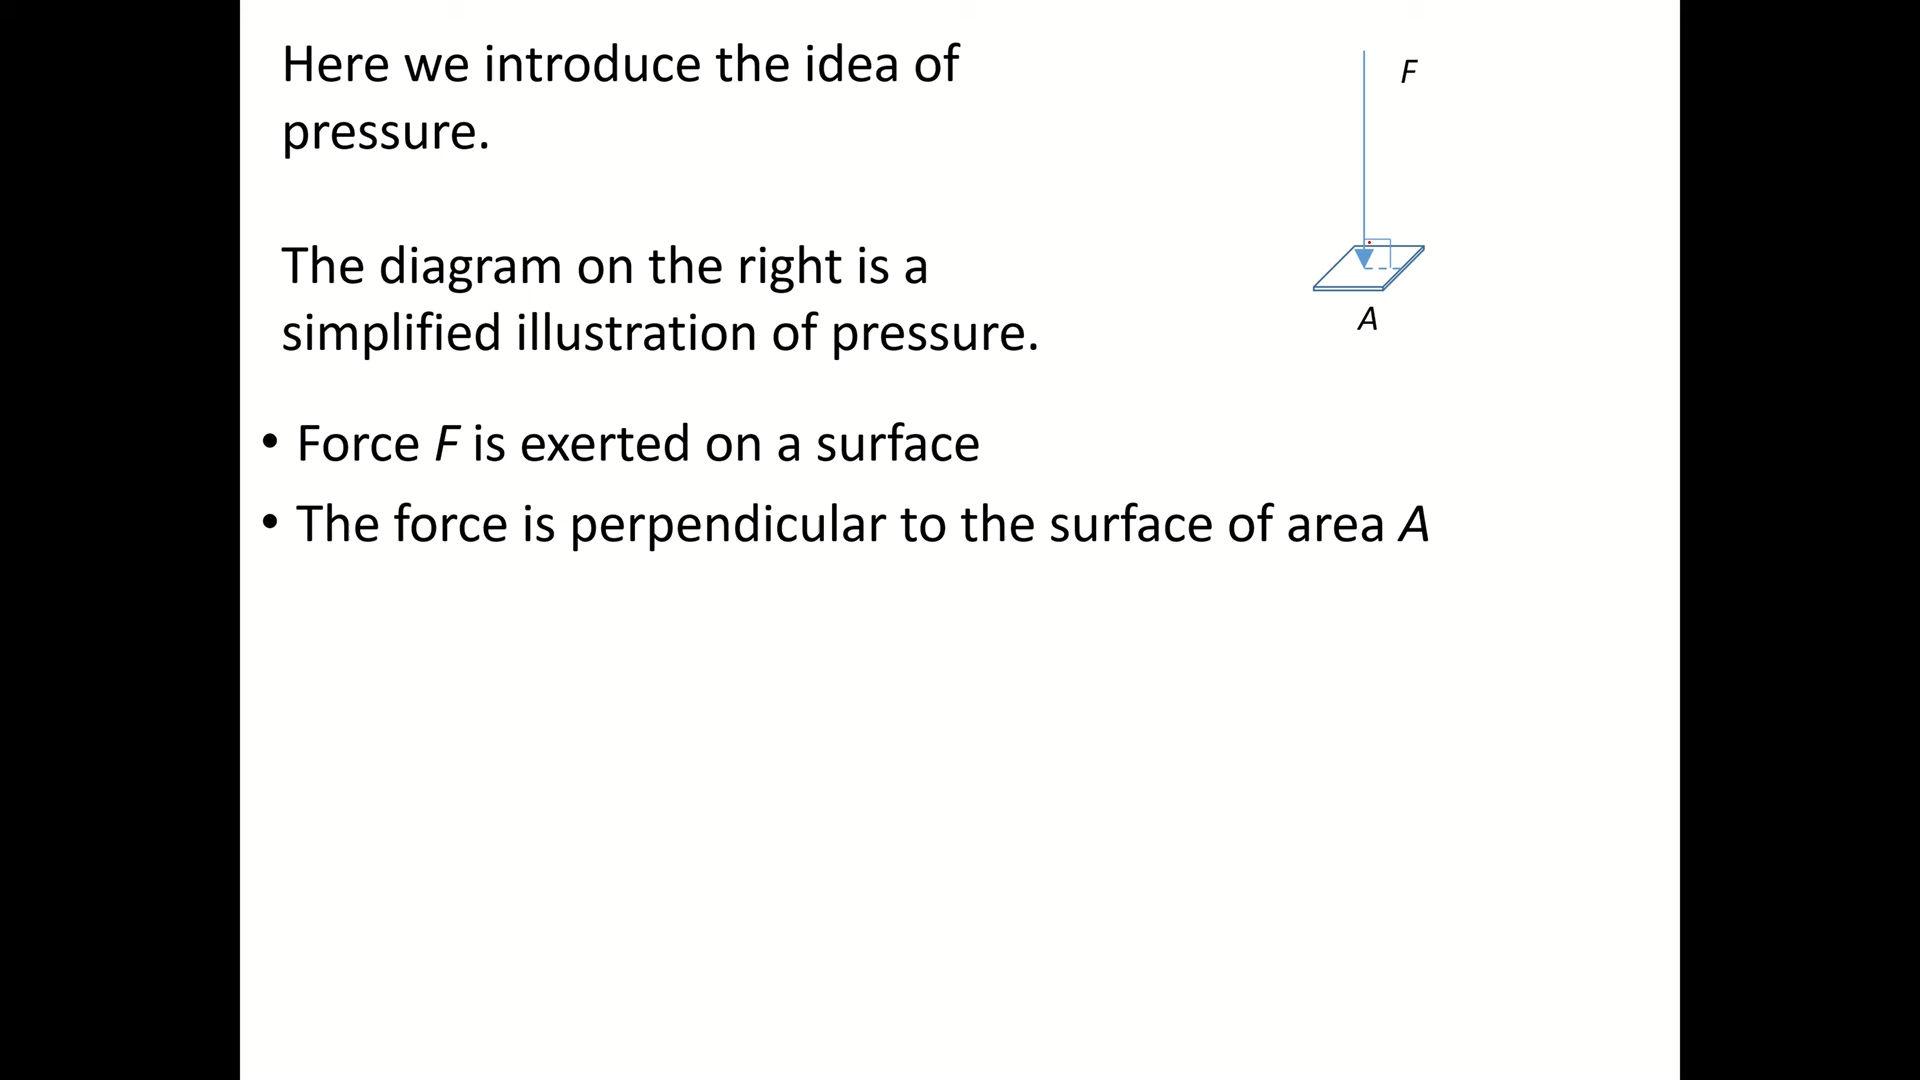 Here we introduce the idea of
pressure.
The diagram on the right is a
simplified illustration of pressure.
• Force F is exerted on a surface
• The force is perpendicular to the surface of area A
F
A